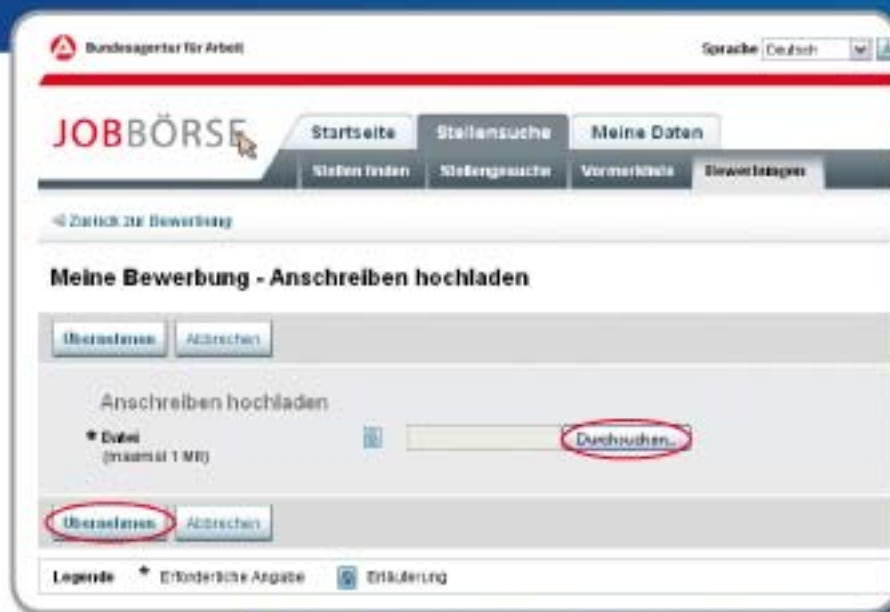 Bundesagentur für Arbeit
Sprache Deutsch
JOBBÖRSE
Startseite Stellensuche Meine Daten
Stellen finden Stellengesuche Vormerkliste Bewerbungen
Zurück zur Bewerbung
Meine Bewerbung - Anschreiben hochladen
Übernehmen Abbrechen
Anschreiben hochladen
* Datei
(maximal 1 MB)
Durchsuchen...
Übernehmen Abbrechen
Legende * Erforderliche Angabe Erläuterung